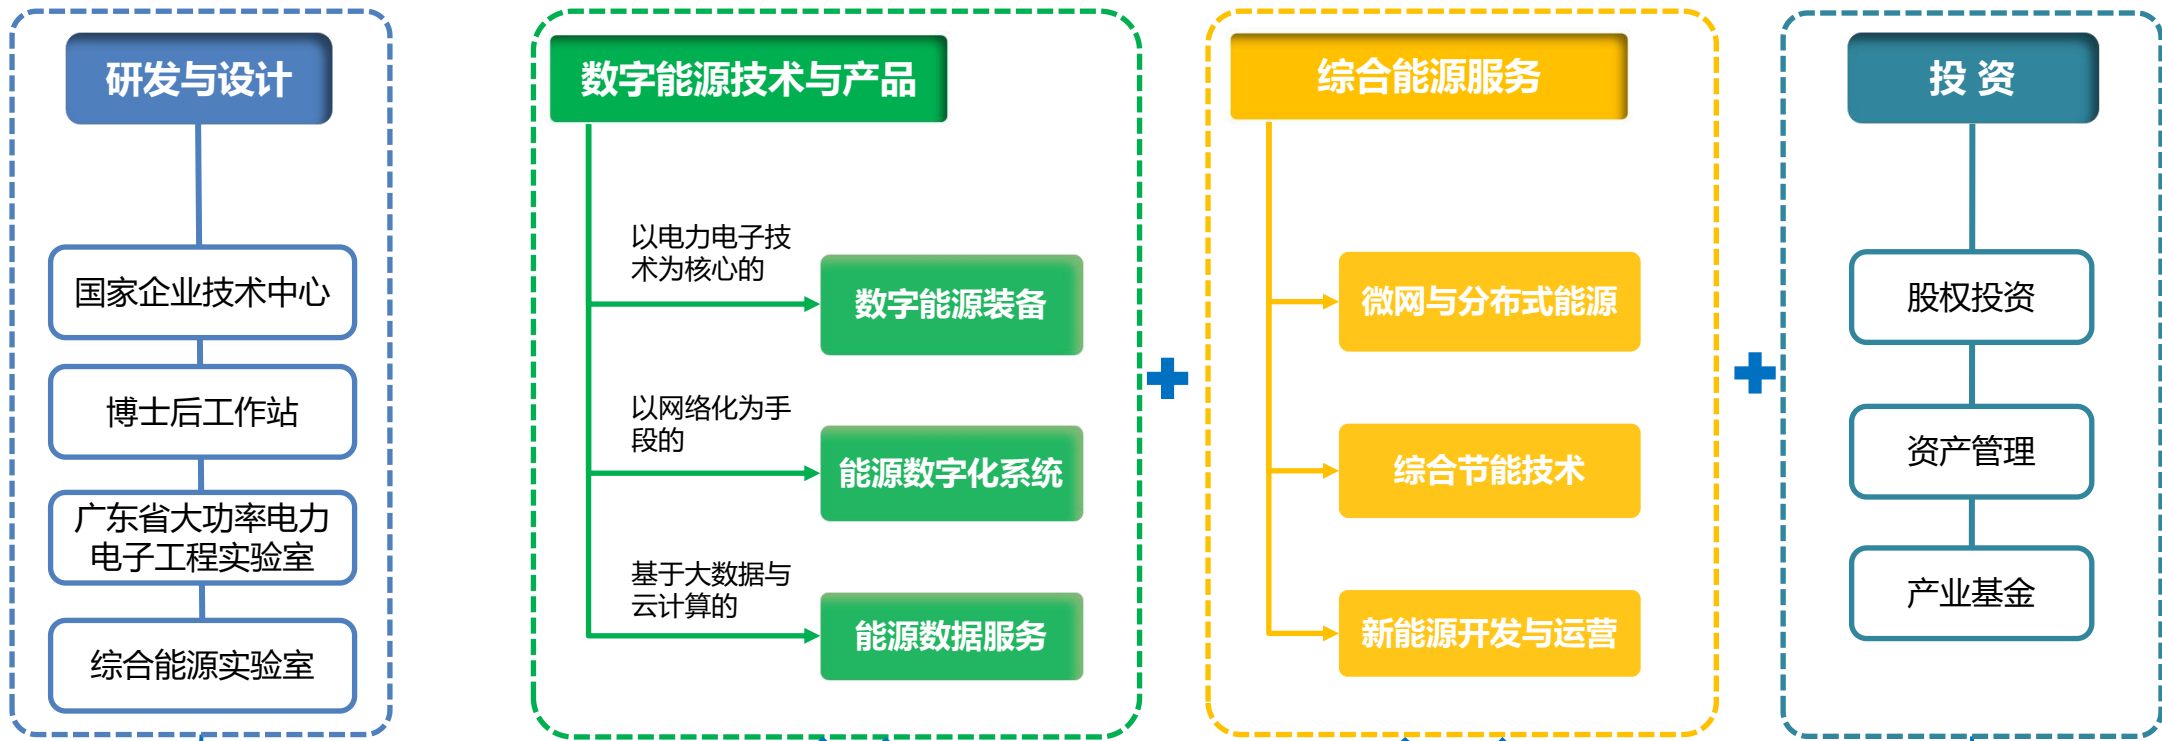 研发与设计
国家企业技术中心
博士后工作站
广东省大功率电力
电子工程实验室
综合能源实验室
数字能源技术与产品
以电力电子技
术为核心的
数字能源装备
以网络化为手
段的
能源数字化系统
基于大数据与
云计算的
能源数据服务
综合能源服务
微网与分布式能源
综合节能技术
新能源开发与运营
投 资
股权投资
资产管理
产业基金